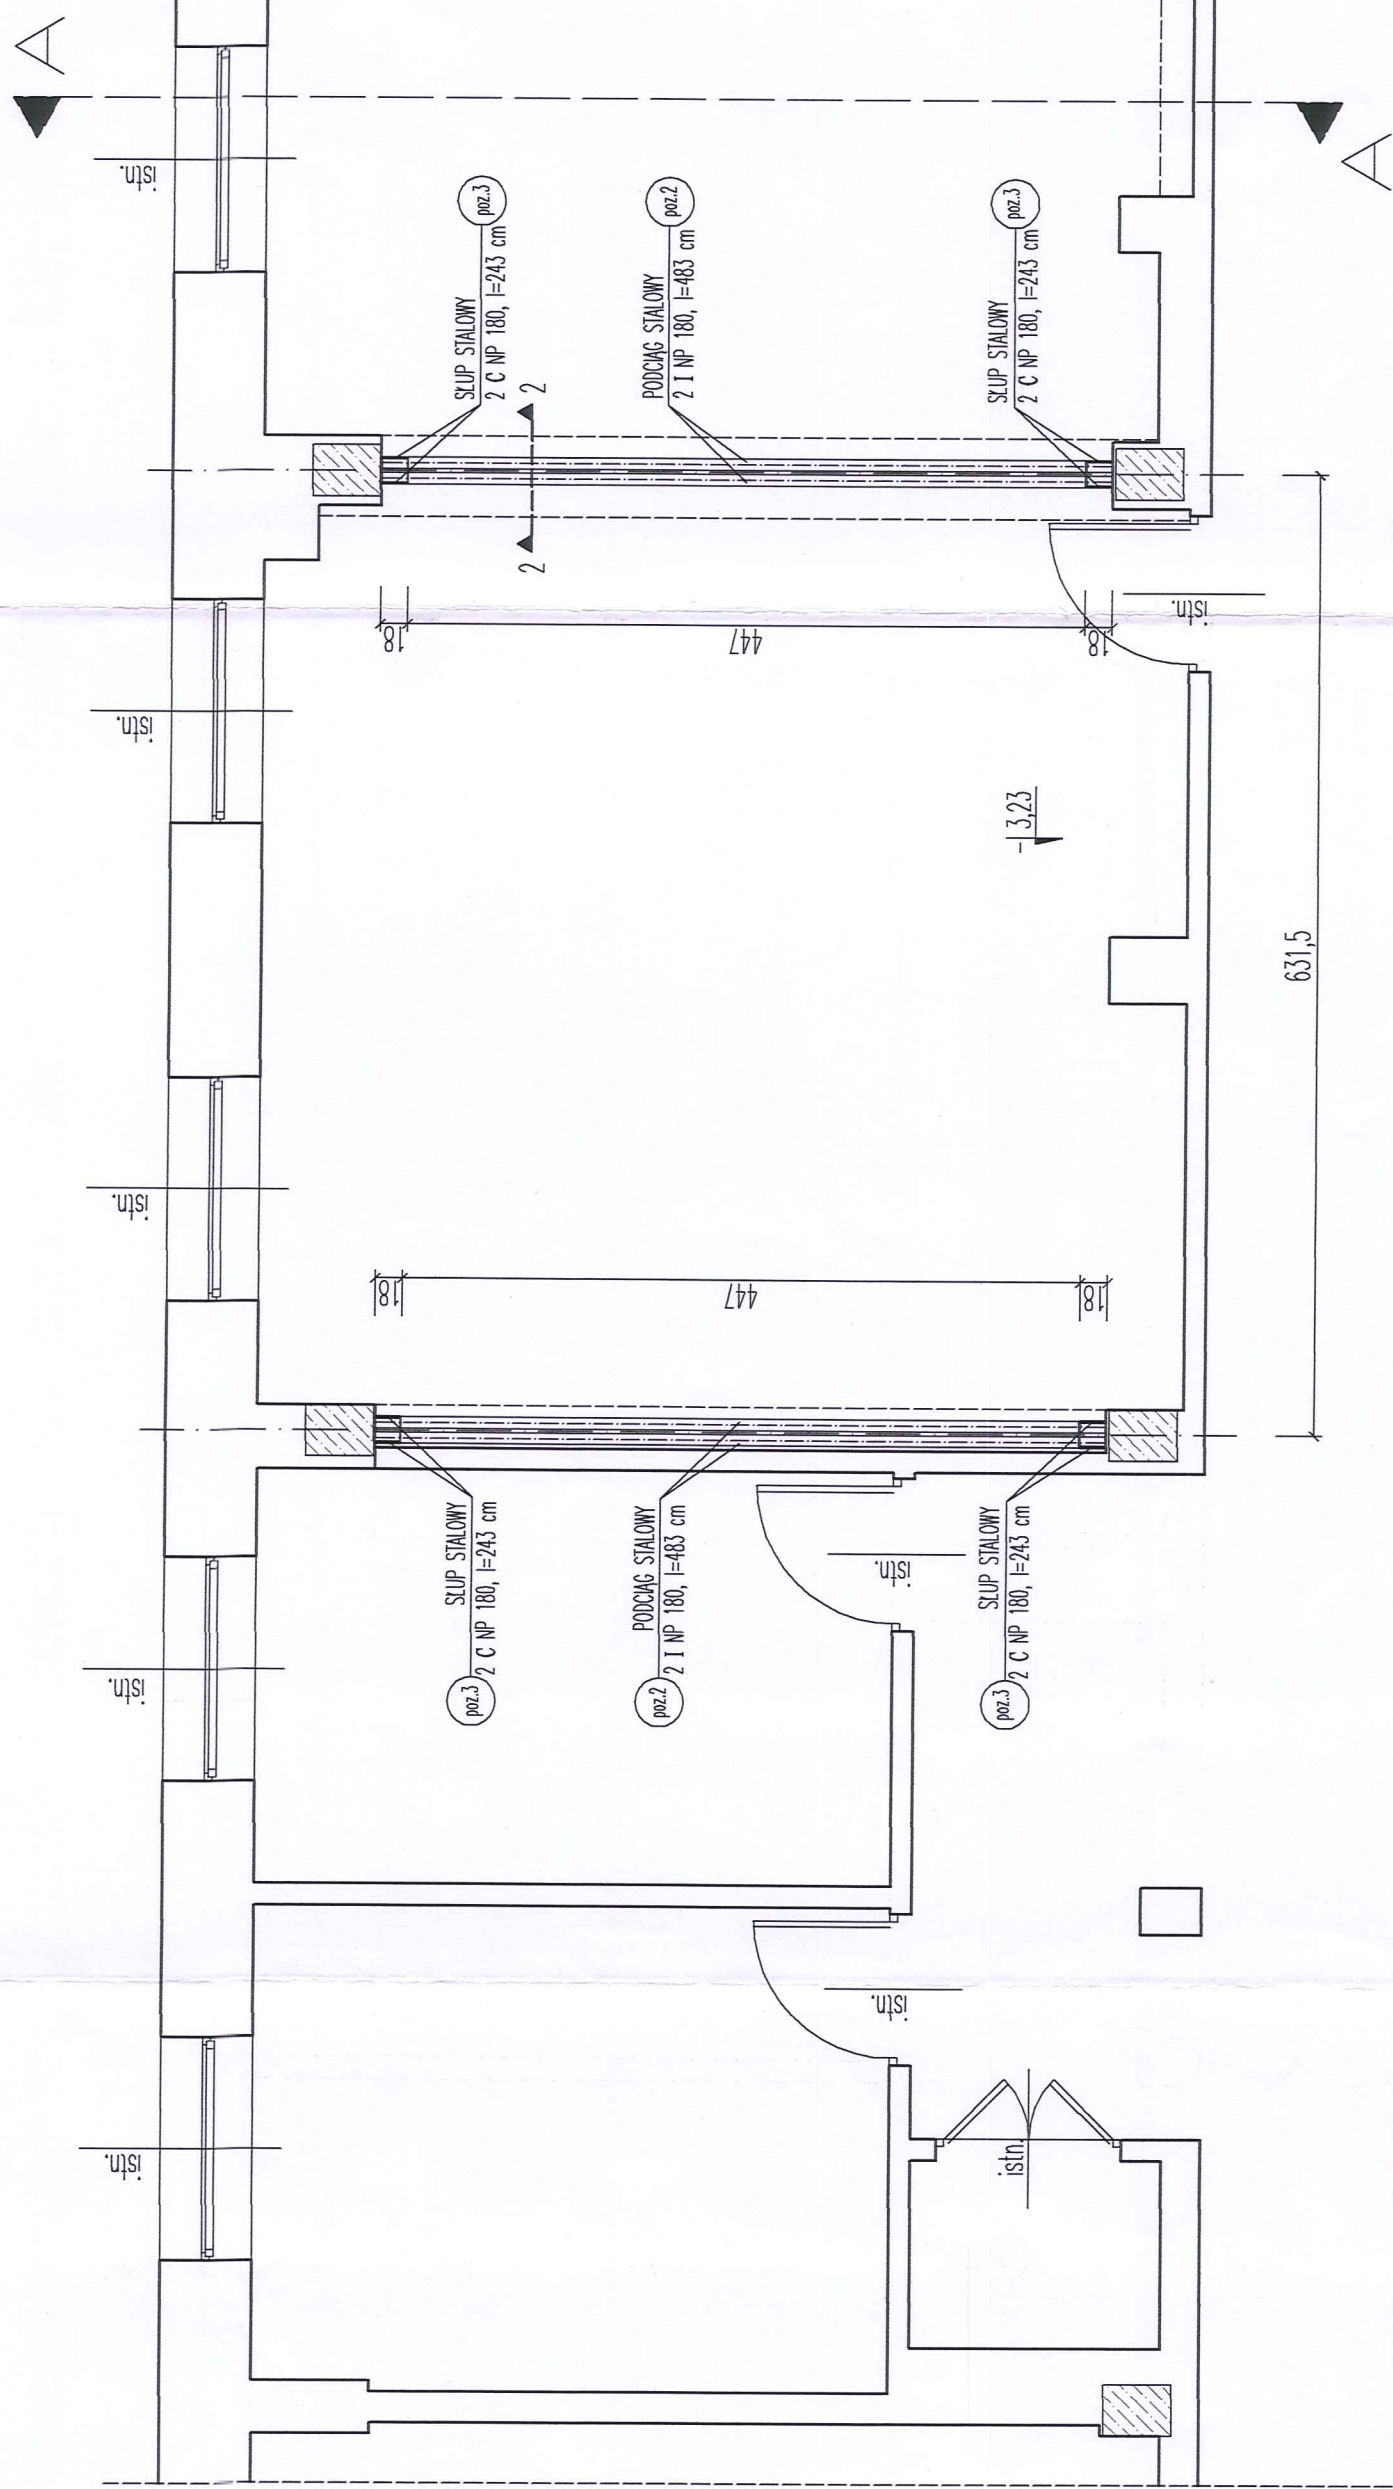 A
A
istn.
poz.3
SŁUP STALOWY
2 C NP 180, l=243 cm
poz.2
PODCIĄG STALOWY
2 I NP 180, l=483 cm
poz.3
SŁUP STALOWY
2 C NP 180, l=243 cm
2
2
istn.
18
447
18
istn.
-3,23
631,5
istn.
18
447
18
SŁUP STALOWY
2 C NP 180, l=243 cm
poz.3
PODCIĄG STALOWY
2 I NP 180, l=483 cm
poz.2
SŁUP STALOWY
2 C NP 180, l=243 cm
poz.3
istn.
istn.
istn.
istn.
istn.